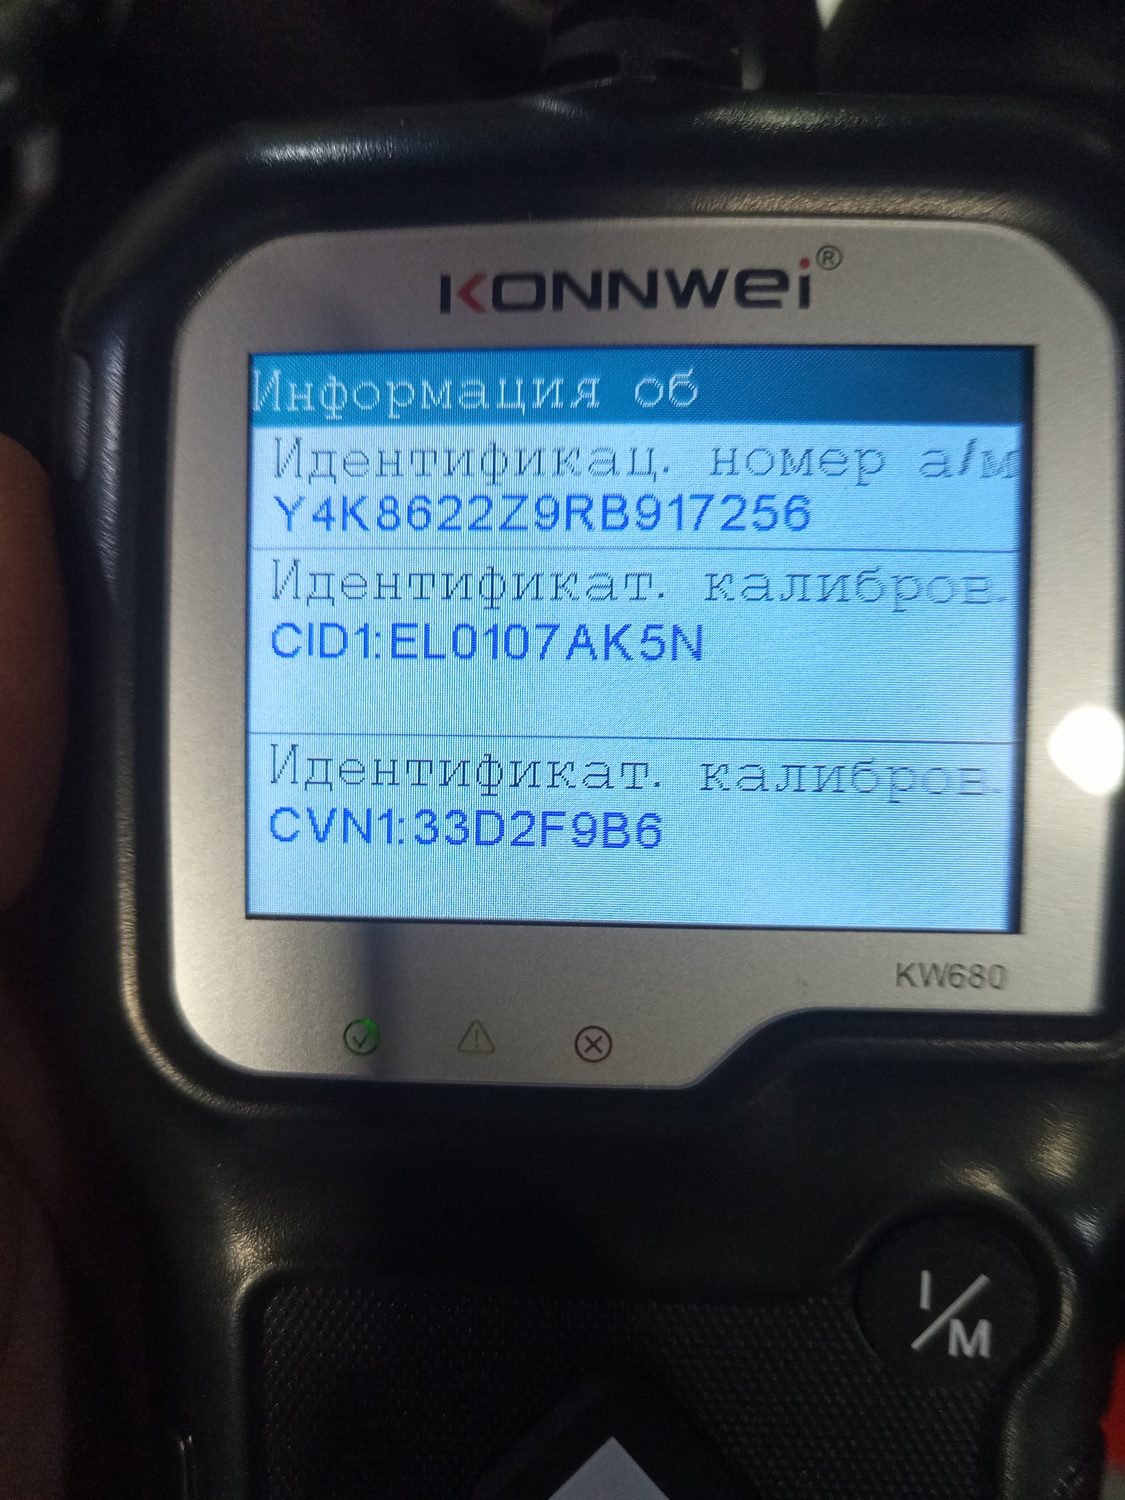 KONNWEI®
Информация об
Идентификац. номер а/м
Y4K8622Z9RB917256
Идентификат. калибров.
CID1:EL0107AK5N
Идентификат. калибров.
CVN1:33D2F9B6
KW680
I/M